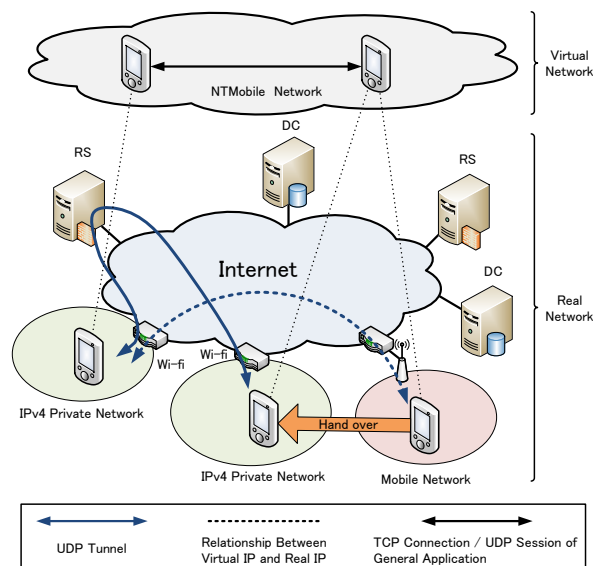 Virtual
Network
NTMobile Network
DC
RS
RS
Internet
DC
Real
Network
Wi-fi
Wi-fi
IPv4 Private Network
Hand over
IPv4 Private Network
Mobile Network
UDP Tunnel
Relationship Between
Virtual IP and Real IP
TCP Connection / UDP Session of
General Application